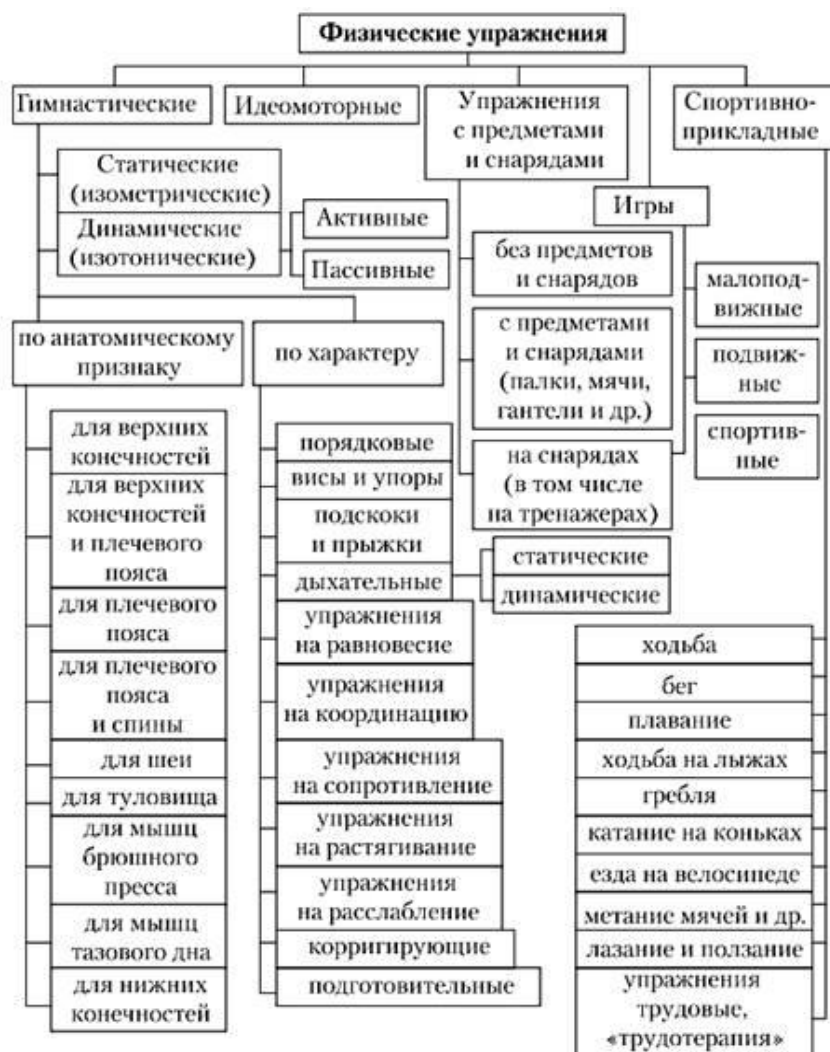 Физические упражнения
Гимнастические
Идеомоторные
Упражнения
с предметами
и снарядами
Спортивно-
прикладные
Статические
(изометрические)
Динамические
(изотонические)
Активные
Пассивные
Игры
без предметов
и снарядов
с предметами
и снарядами
(палки, мячи,
гантели и др.)
на снарядах
(в том числе
на тренажерах)
малопод-
вижные
подвиж-
ные
спортив-
ные
по анатомическому
признаку
по характеру
для верхних
конечностей
для верхних
конечностей
и плечевого
пояса
для плечевого
пояса
для плечевого
пояса
и спины
для шеи
для туловища
для мышц
брюшного
пресса
для мышц
тазового дна
для нижних
конечностей
порядковые
висы и упоры
подскоки
и прыжки
дыхательные
статические
динамические
упражнения
на равновесие
упражнения
на координацию
упражнения
на сопротивление
упражнения
на растягивание
упражнения
на расслабление
корригирующие
подготовительные
ходьба
бег
плавание
ходьба на лыжах
гребля
катание на коньках
езда на велосипеде
метание мячей и др.
лазание и ползание
упражнения
трудовые,
«трудотерапия»